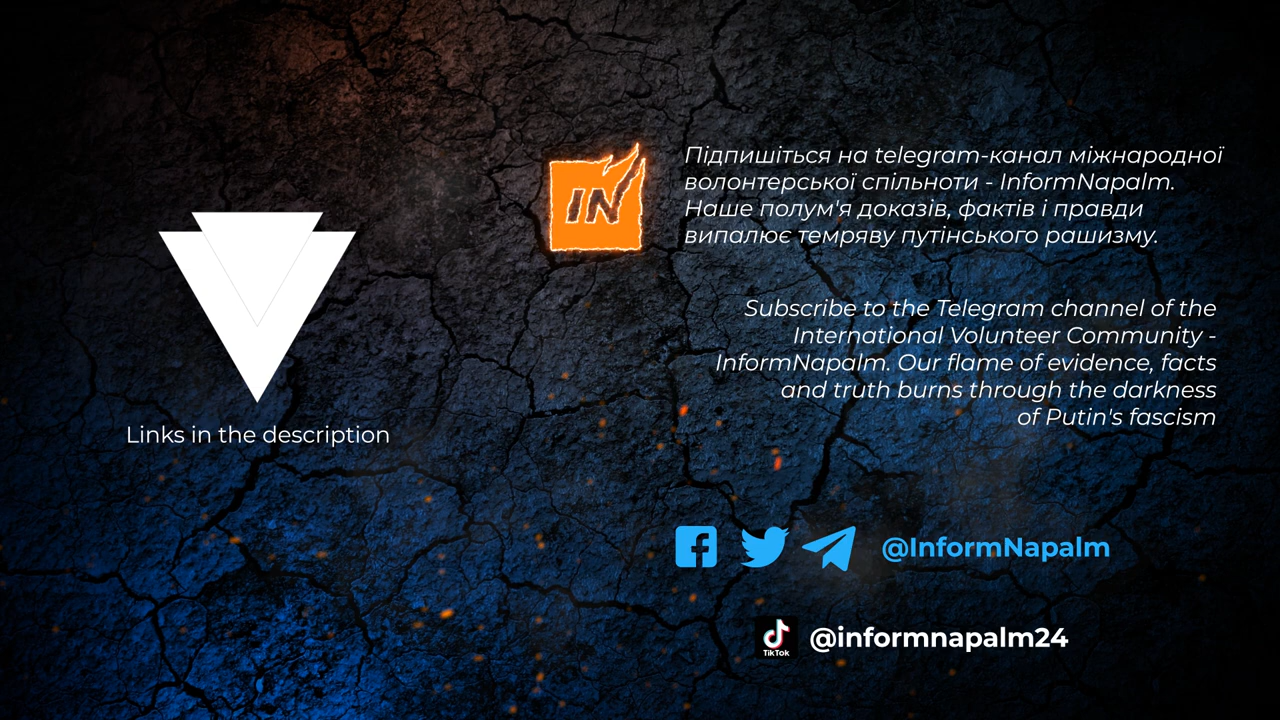 IN
Підпишіться на telegram-канал міжнародної
волонтерської спільноти - InformNapalm.
Наше полум'я доказів, фактів і правди
випалює темряву путінського рашизму.
Subscribe to the Telegram channel of the
International Volunteer Community -
InformNapalm. Our flame of evidence, facts
and truth burns through the darkness
of Putin's fascism
Links in the description
@InformNapalm
TikTok
@informnapalm24